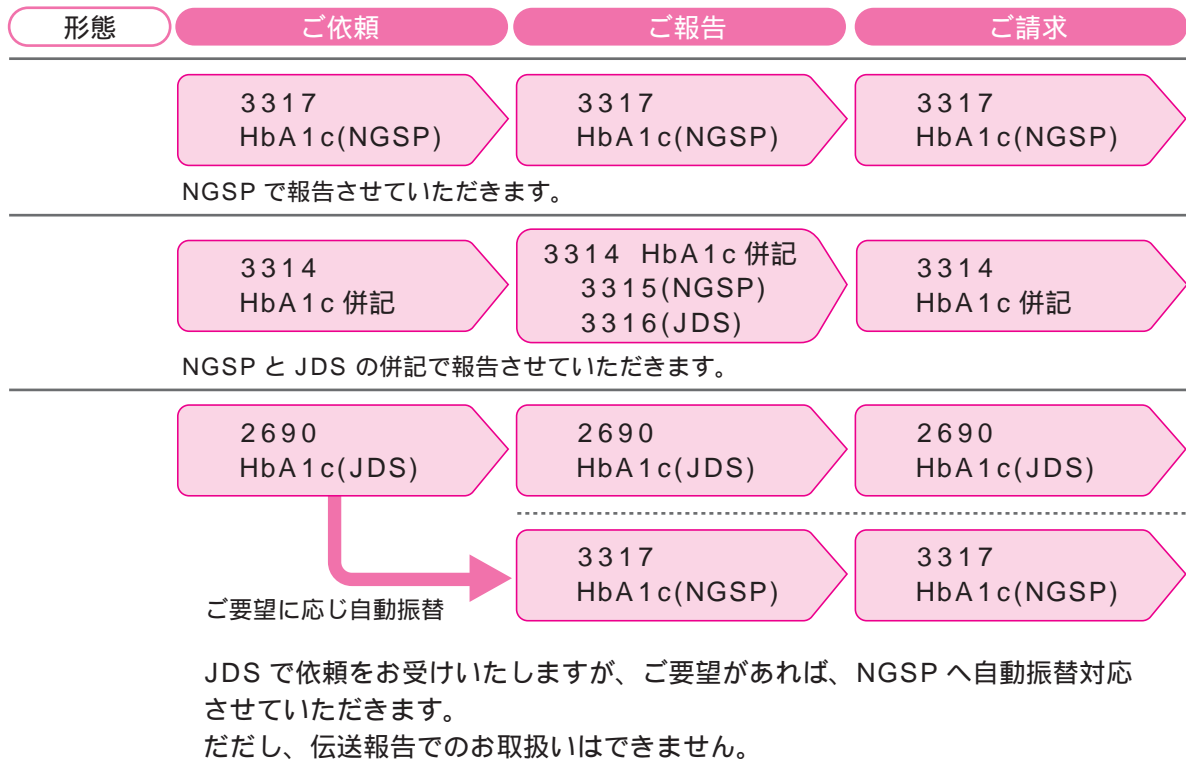 形態 ご依頼 ご報告 ご請求
3317 3317 3317
HbA1c(NGSP) HbA1c(NGSP) HbA1c(NGSP)
NGSP で報告させていただきます。
3314 3314 HbA1c 併記 3314
HbA1c 併記 3315(NGSP) HbA1c 併記
3316(JDS)
NGSP と JDS の併記で報告させていただきます。
2690 2690 2690
HbA1c(JDS) HbA1c(JDS) HbA1c(JDS)
3317 3317
HbA1c(NGSP) HbA1c(NGSP)
ご要望に応じ自動振替
JDS で依頼をお受けいたしますが、ご要望があれば、NGSP へ自動振替対応
させていただきます。
だだし、伝送報告でのお取扱いはできません。